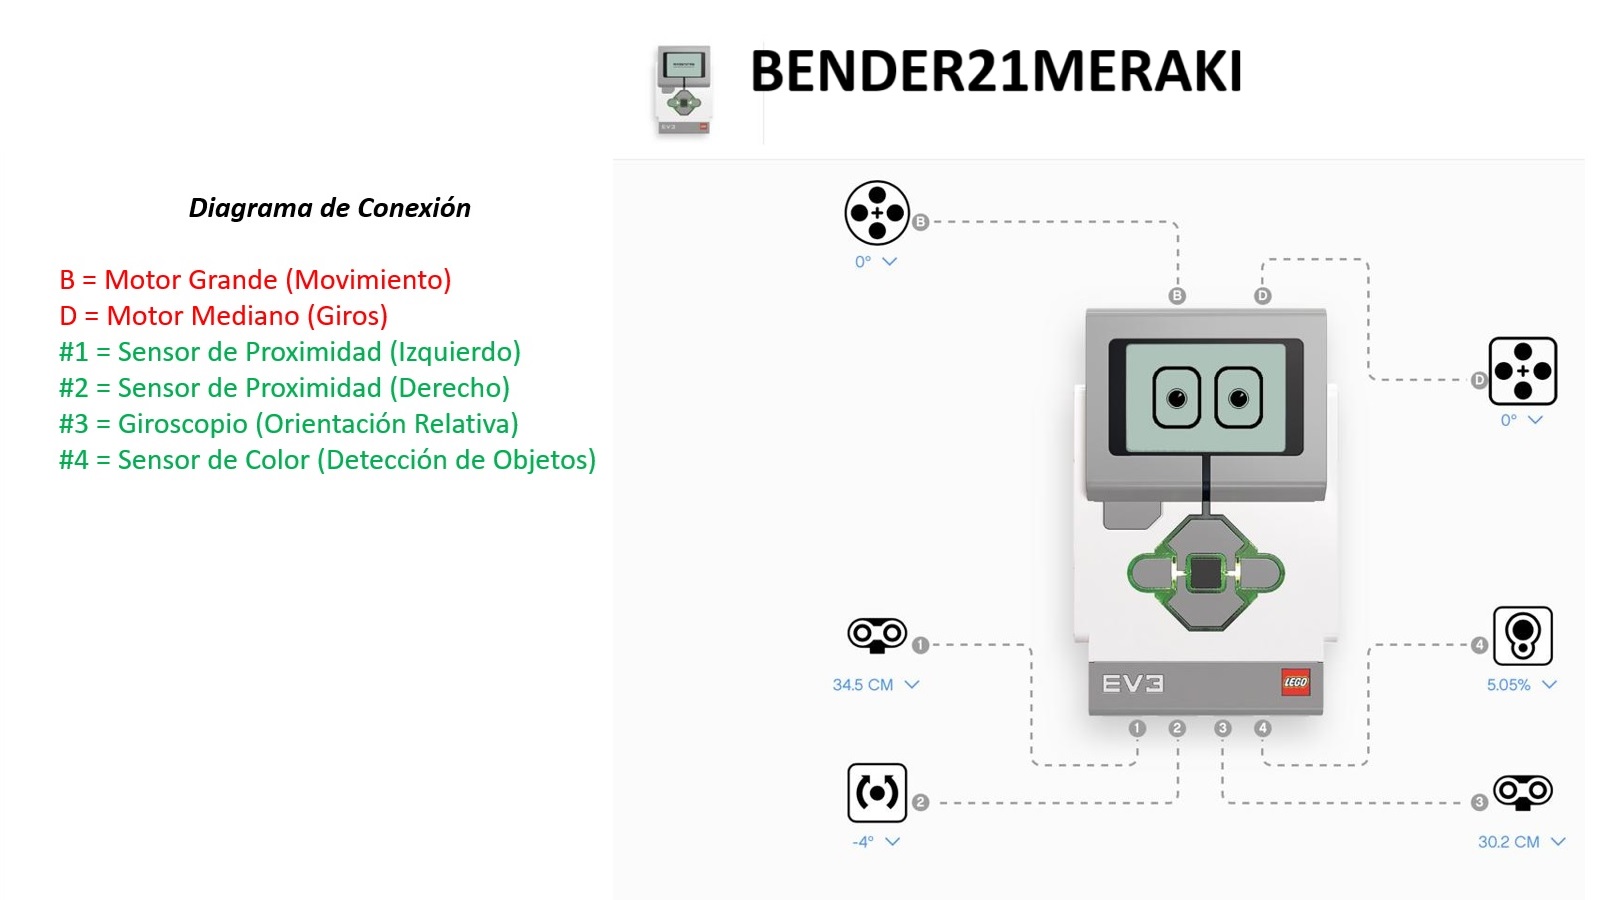 BENDER21MERAKI
Diagrama de Conexión
B = Motor Grande (Movimiento)
D = Motor Mediano (Giros)
#1 = Sensor de Proximidad (Izquierdo)
#2 = Sensor de Proximidad (Derecho)
#3 = Giroscopio (Orientación Relativa)
#4 = Sensor de Color (Detección de Objetos)
B
0°
B
D
D
0°
1
34.5 CM
4
5.05%
EV3
LEGO
1 2 3 4
2
-4°
3
30.2 CM